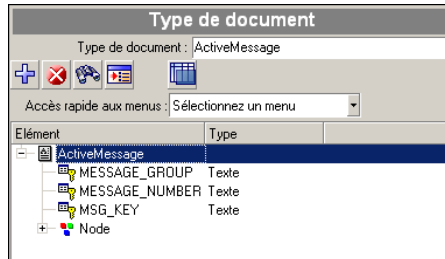 Type de document
Type de document : ActiveMessage
Accès rapide aux menus : Sélectionnez un menu
Elément Type
ActiveMessage
MESSAGE_GROUP Texte
MESSAGE_NUMBER Texte
MSG_KEY Texte
Node